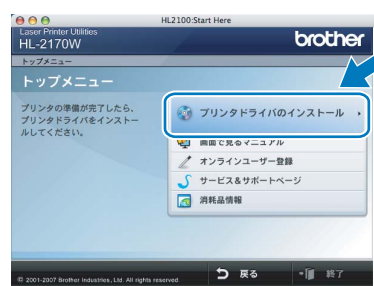 HL2100:Start Here
Laser Printer Utilities
HL-2170W
brother
トップメニュー
トップメニュー
プリンタの準備が完了したら、
プリンタドライバをインストー
ルしてください。
プリンタドライバのインストール
画面で見るマニュアル
オンラインユーザー登録
サービス&サポートページ
消耗品情報
© 2001-2007 Brother Industries, Ltd. All rights reserved
戻る
終了